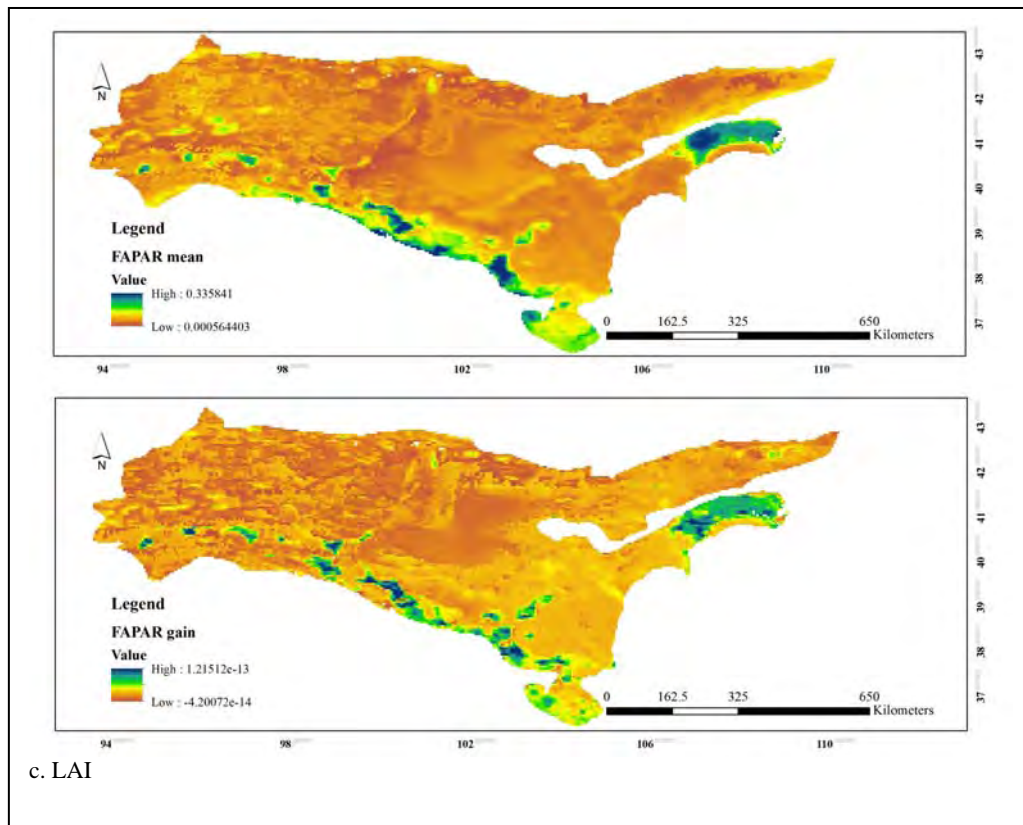 43
42
41
40
39
38
37
N
Legend
FAPAR mean
Value
High : 0.335841
Low : 0.000564403
0 162.5 325 650
Kilometers
94 98 102 106 110
43
42
41
40
39
38
37
N
Legend
FAPAR gain
Value
High : 1.21512e-13
Low : -4.20072e-14
0 162.5 325 650
Kilometers
94 98 102 106 110
c. LAI